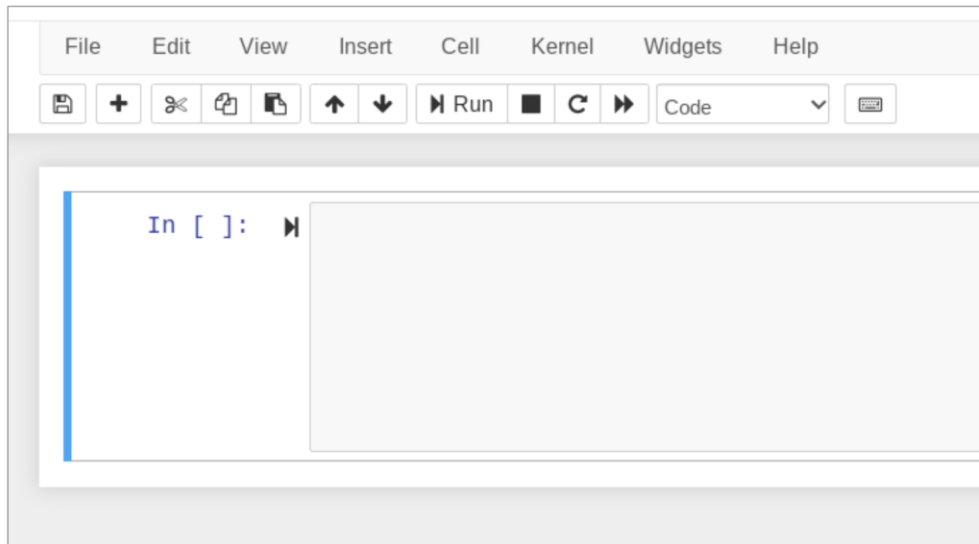 File Edit View Insert Cell Kernel Widgets Help
Run Code
In [ ]: